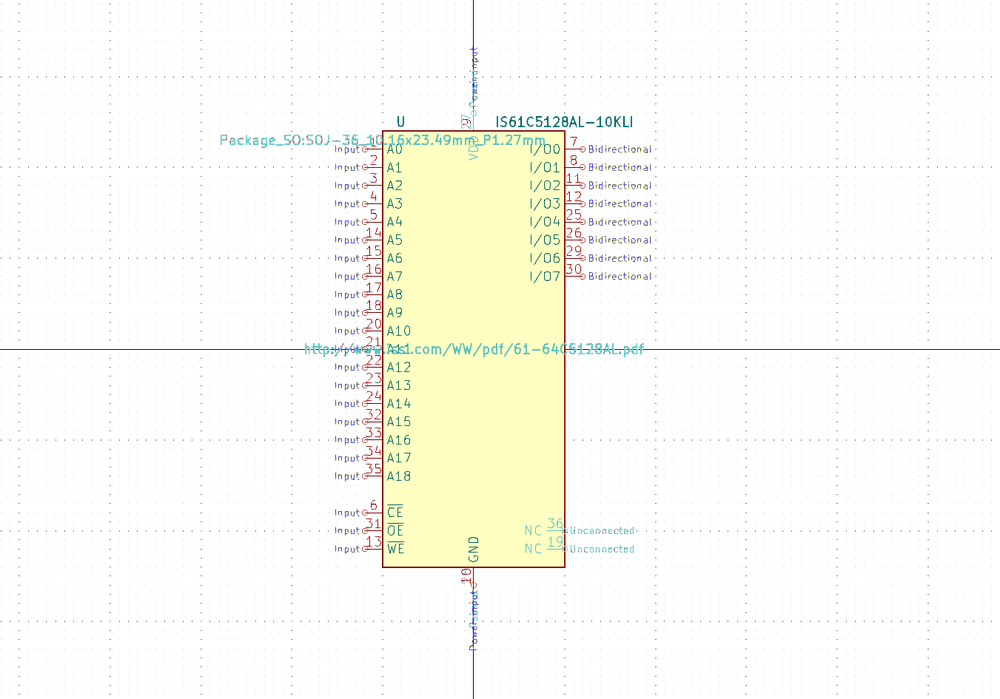 Power input
U IS61C5128AL-10KLI
Package_SO:SOJ-36_10.16x23.49mm_P1.27mm
VDD
Input 1 A0 I/O0 7 Bidirectional
Input 2 A1 I/O1 8 Bidirectional
Input 3 A2 I/O2 11 Bidirectional
Input 4 A3 I/O3 12 Bidirectional
Input 5 A4 I/O4 25 Bidirectional
Input 14 A5 I/O5 26 Bidirectional
Input 15 A6 I/O6 29 Bidirectional
Input 16 A7 I/O7 30 Bidirectional
Input 17 A8
Input 18 A9
Input 20 A10
21 A11
http://www.issi.com/WW/pdf/61-64C5128AL.pdf
Input 22 A12
Input 23 A13
Input 24 A14
Input 32 A15
Input 33 A16
Input 34 A17
Input 35 A18
Input 6 CE
Input 31 OE NC 36 Unconnected
Input 13 WE NC 19 Unconnected
GND
10
Power input